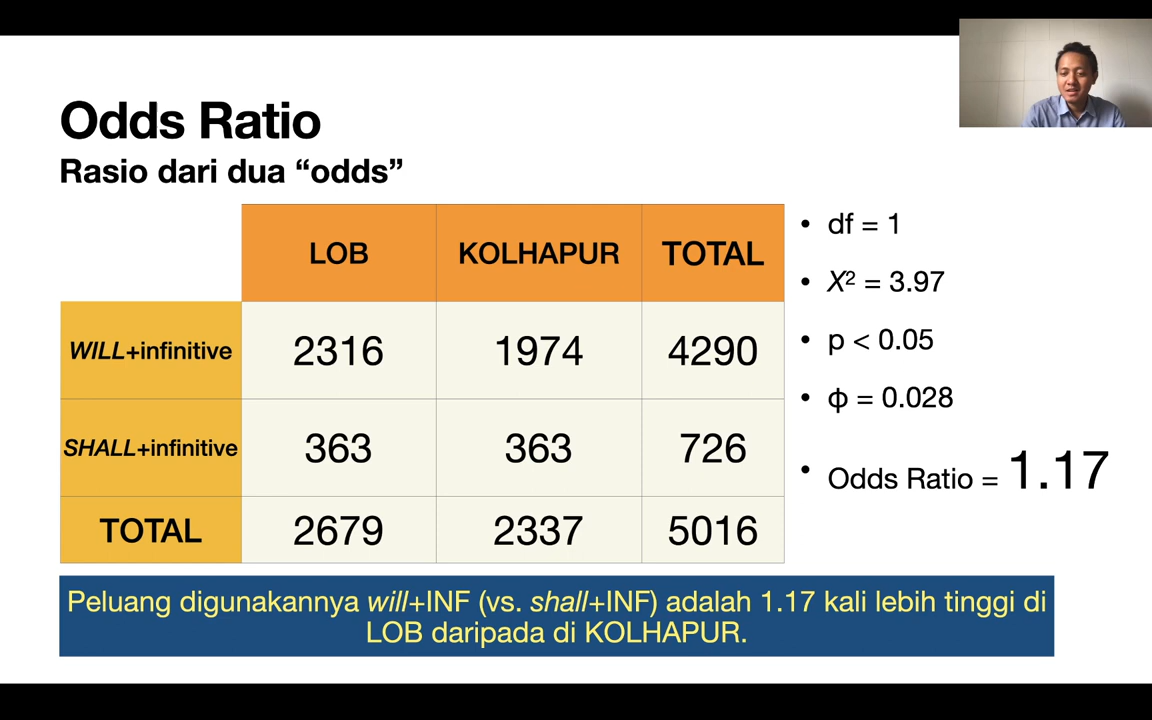 Odds Ratio
Rasio dari dua “odds”
LOB KOLHAPUR TOTAL
WILL+infinitive 2316 1974 4290
SHALL+infinitive 363 363 726
TOTAL 2679 2337 5016
• df = 1
• X² = 3.97
• p < 0.05
• ϕ = 0.028
• Odds Ratio = 1.17
Peluang digunakannya will+INF (vs. shall+INF) adalah 1.17 kali lebih tinggi di
LOB daripada di KOLHAPUR.